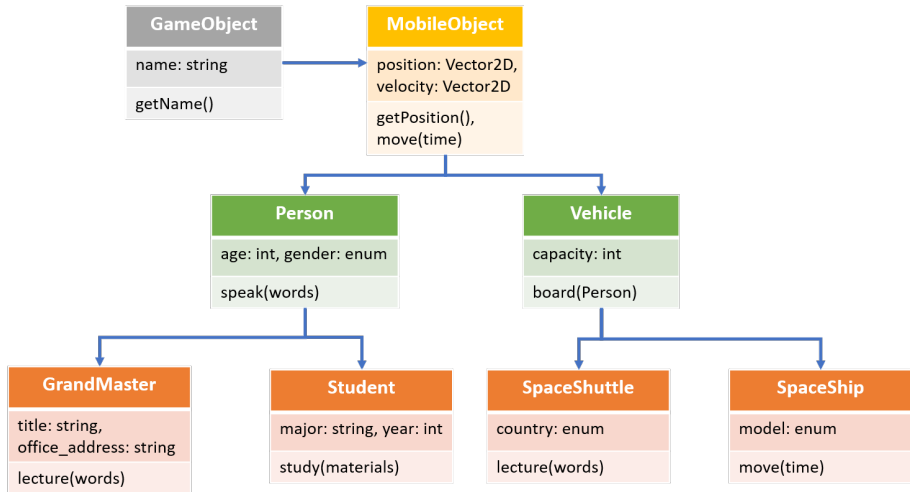 GameObject
name: string
getName()
MobileObject
position: Vector2D,
velocity: Vector2D
getPosition(),
move(time)
Person
age: int, gender: enum
speak(words)
Vehicle
capacity: int
board(Person)
GrandMaster
title: string,
office_address: string
lecture(words)
Student
major: string, year: int
study(materials)
SpaceShuttle
country: enum
lecture(words)
SpaceShip
model: enum
move(time)